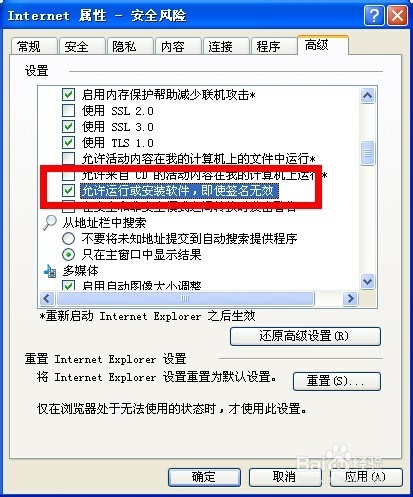 Internet 属性 - 安全风险
常规 安全 隐私 内容 连接 程序 高级
设置
启用内存保护帮助减少联机攻击*
使用 SSL 2.0
使用 SSL 3.0
使用 TLS 1.0
允许活动内容在我的计算机上的文件中运行*
允许来自 CD 的活动内容在我的计算机上运行*
允许运行或安装软件，即使签名无效
从地址栏中搜索
不要将未知地址提交到自动搜索提供程序
只在主窗口中显示结果
多媒体
启用自动图像大小调整
*重新启动 Internet Explorer 之后生效
还原高级设置(R)
重置 Internet Explorer 设置
将 Internet Explorer 设置重置为默认设置。
重置(S)...
仅在浏览器处于无法使用的状态时，才使用此设置。
Baidu 经验
确定 取消 应用(A)